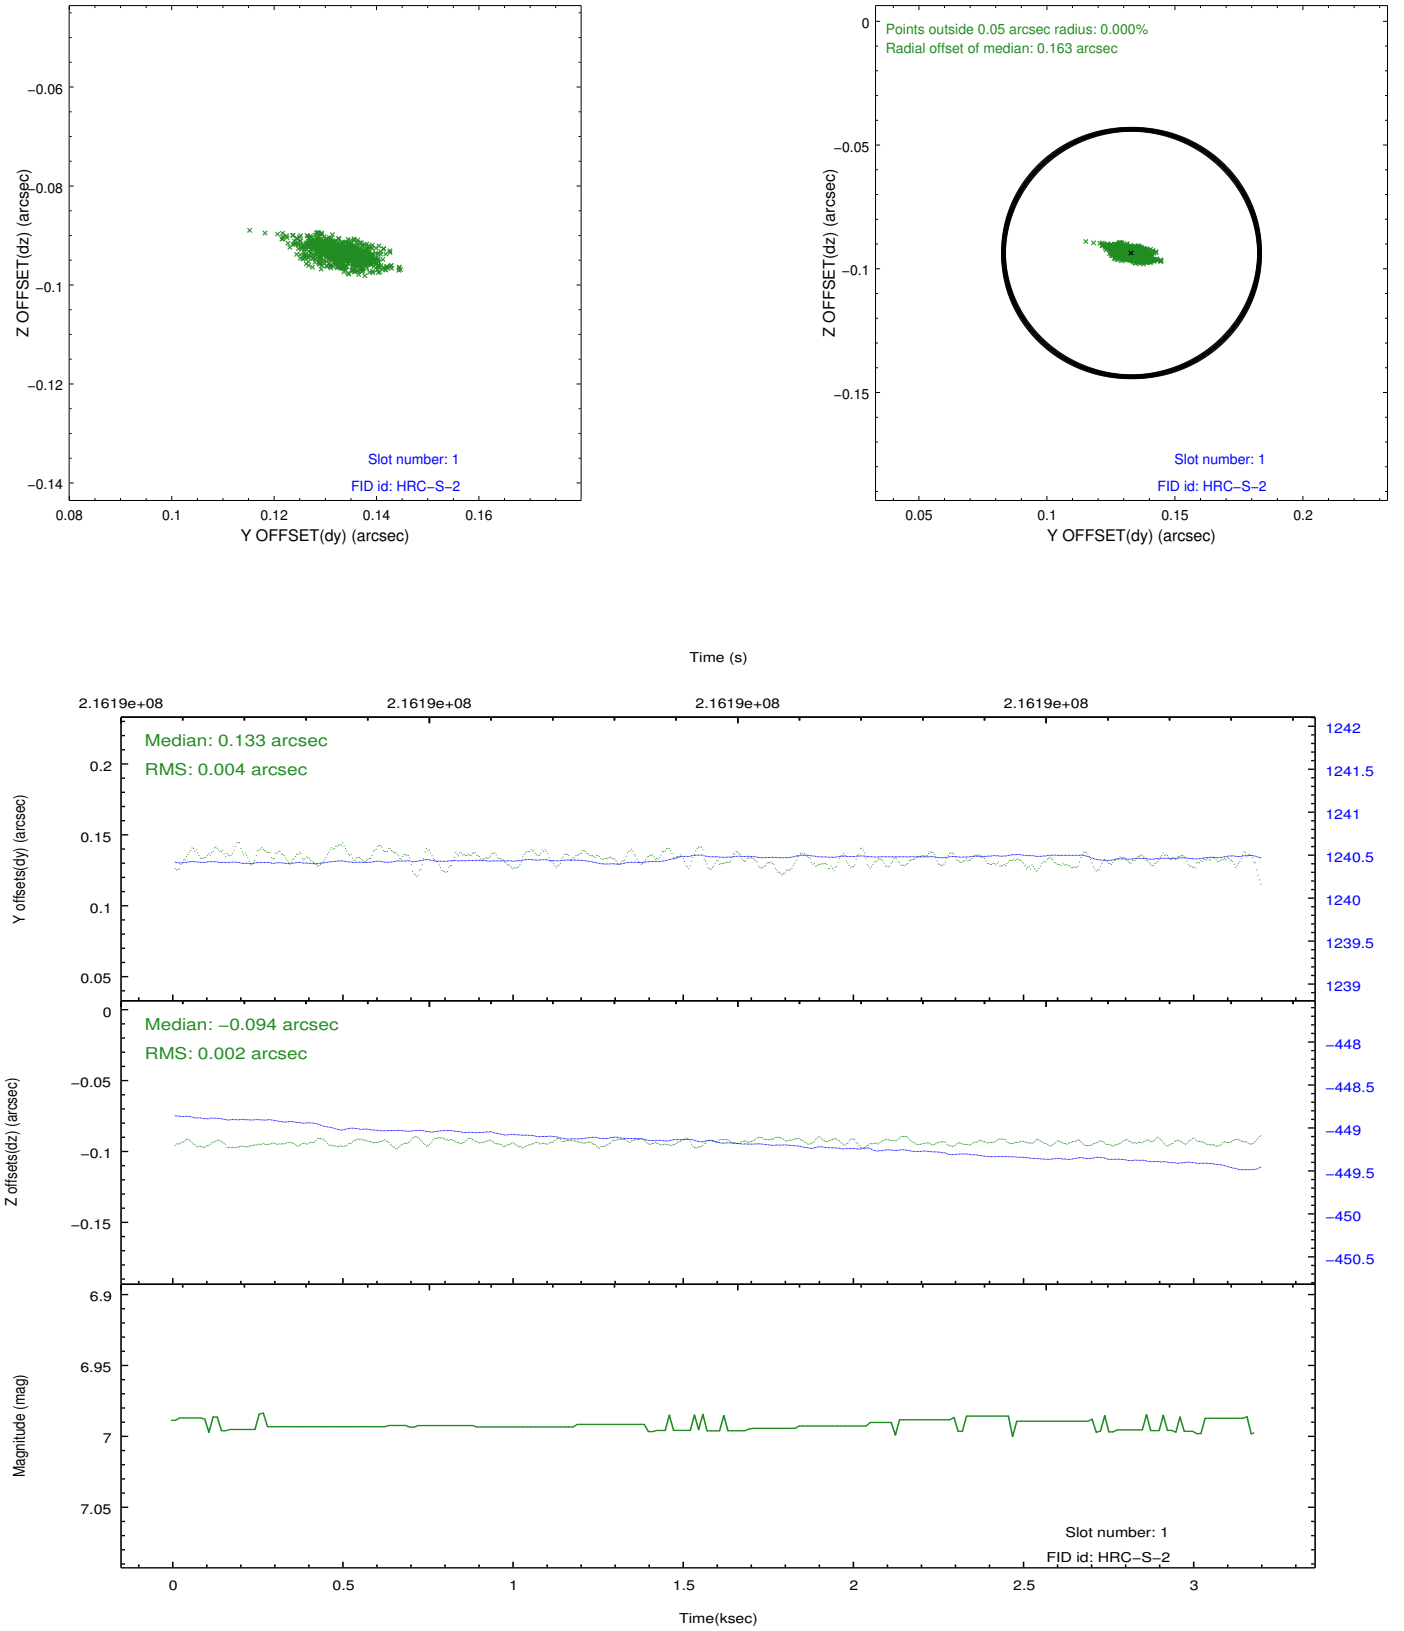 −0.06
−0.08
−0.1
−0.12
−0.14
Z OFFSET(dz) (arcsec)
Slot number: 1
FID id: HRC−S−2
0.08 0.1 0.12 0.14 0.16
Y OFFSET(dy) (arcsec)
Points outside 0.05 arcsec radius: 0.000%
Radial offset of median: 0.163 arcsec
0
−0.05
−0.1
−0.15
Z OFFSET(dz) (arcsec)
Slot number: 1
FID id: HRC−S−2
0.05 0.1 0.15 0.2
Y OFFSET(dy) (arcsec)
Time (s)
2.1619e+08 2.1619e+08 2.1619e+08 2.1619e+08
Median: 0.133 arcsec
RMS: 0.004 arcsec
0.2
0.15
0.1
0.05
Y offsets(dy) (arcsec)
1242
1241.5
1241
1240.5
1240
1239.5
1239
Median: −0.094 arcsec
RMS: 0.002 arcsec
0
−0.05
−0.1
−0.15
Z offsets(dz) (arcsec)
−448
−448.5
−449
−449.5
−450
−450.5
6.9
6.95
7
7.05
Magnitude (mag)
Slot number: 1
FID id: HRC−S−2
0 0.5 1 1.5 2 2.5 3
Time(ksec)